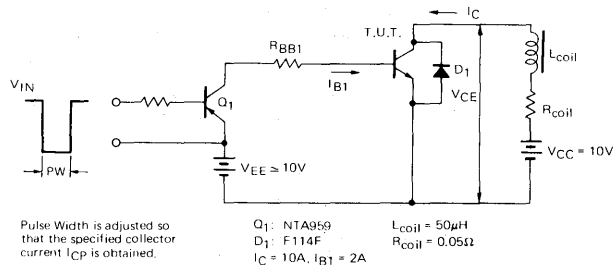 I_C
T.U.T.
R_BB1
L_coil
V_IN
I_B1
D_1
Q_1
V_CE
R_coil
PW
V_EE ≥ 10V
V_CC = 10V
Pulse Width is adjusted so
that the specified collector
current I_CP is obtained.
Q_1: NTA959
D_1: F114F
I_C = 10A, I_B1 = 2A
L_coil = 50μH
R_coil = 0.05Ω